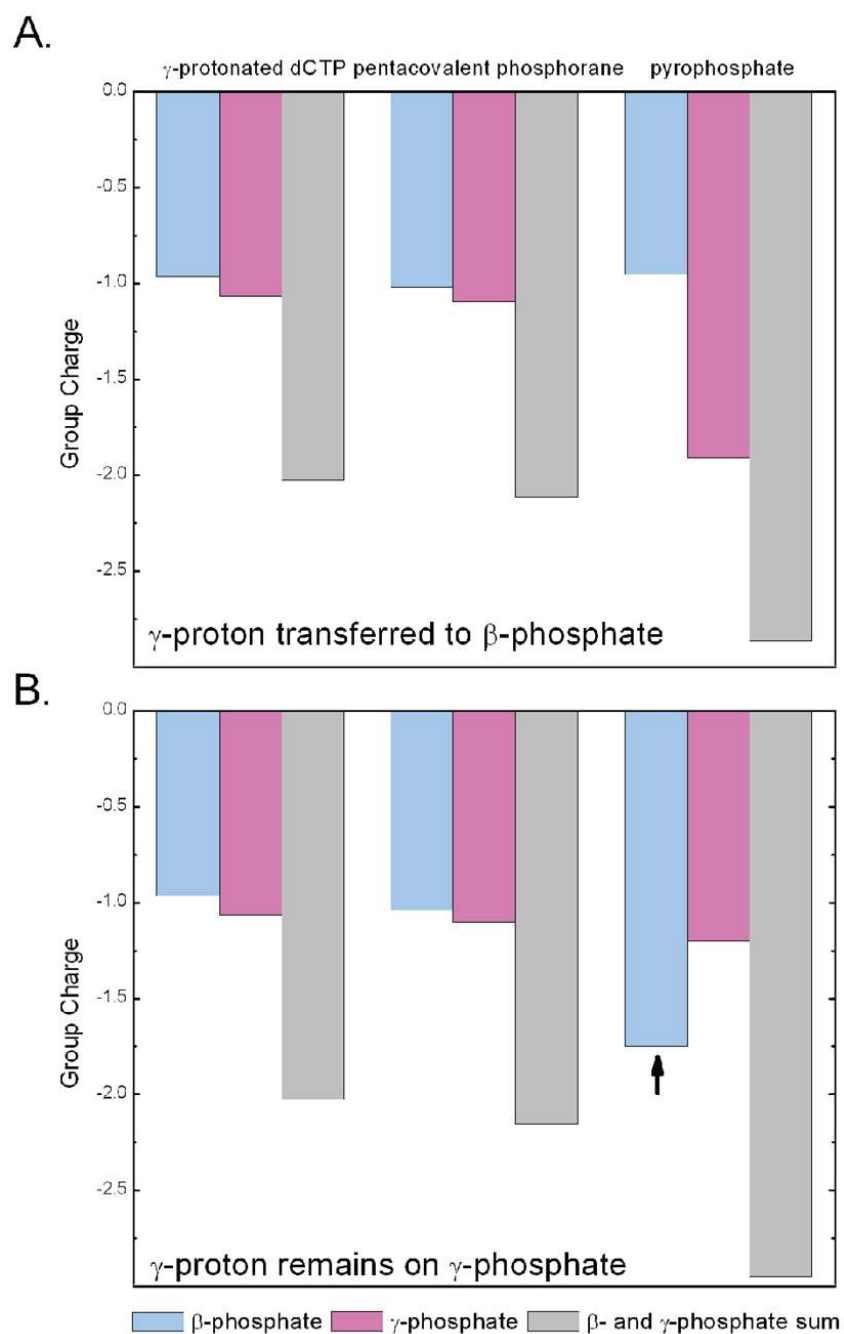 A.
γ-protonated dCTP pentacovalent phosphorane pyrophosphate
0.0
-0.5
-1.0
-1.5
-2.0
-2.5
Group Charge
γ-proton transferred to β-phosphate
B.
0.0
-0.5
-1.0
-1.5
-2.0
-2.5
Group Charge
γ-proton remains on γ-phosphate
β-phosphate γ-phosphate β- and γ-phosphate sum